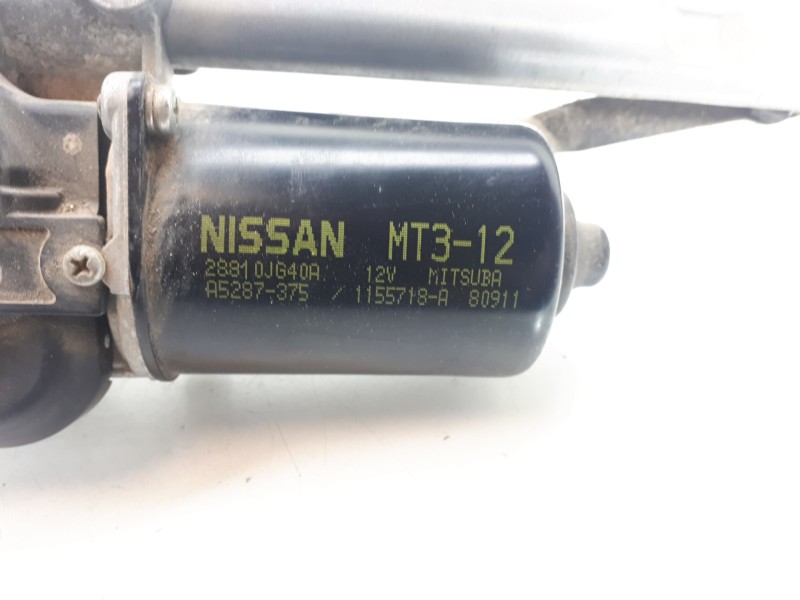 NISSAN MT3-12
28810JG40A 12V MITSUBA
A5287-375 / 1155718-A 80911